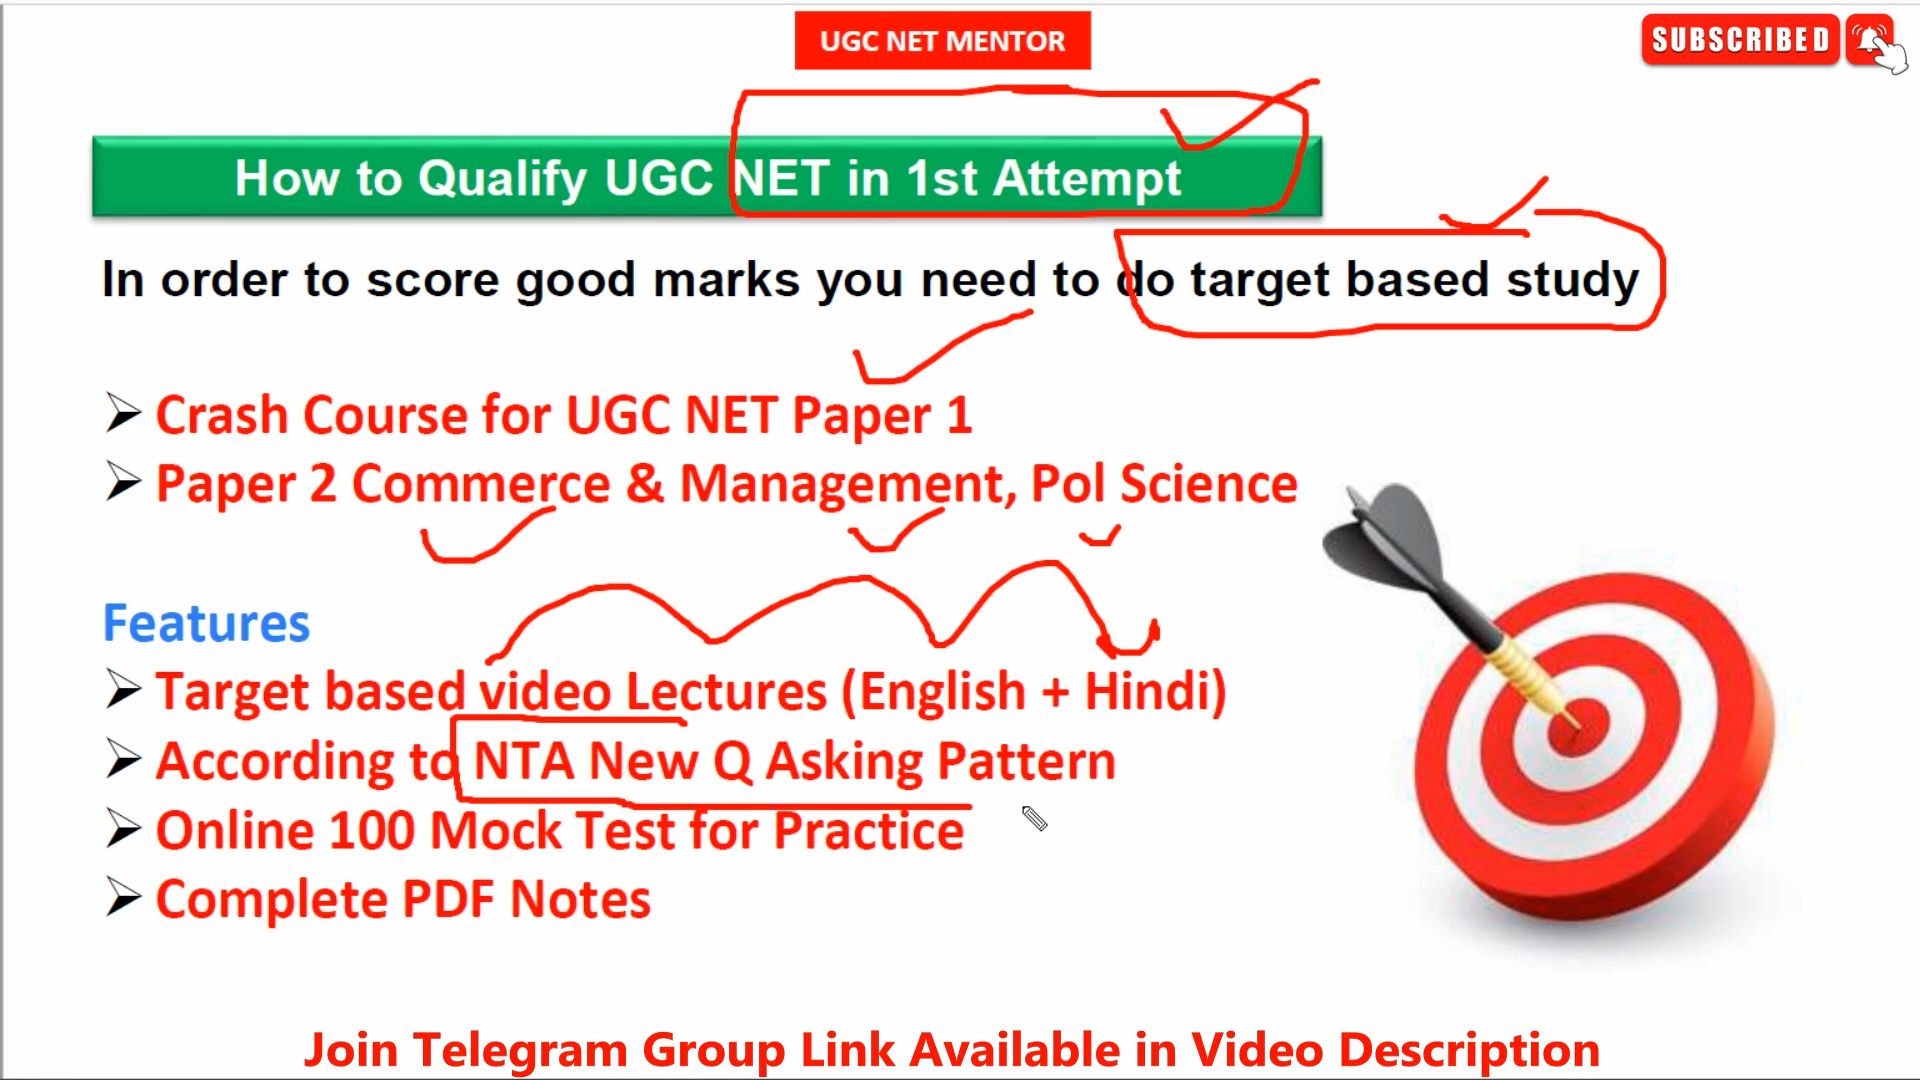 UGC NET MENTOR
SUBSCRIBED
How to Qualify UGC NET in 1st Attempt
In order to score good marks you need to do target based study
Crash Course for UGC NET Paper 1
Paper 2 Commerce & Management, Pol Science
Features
Target based video Lectures (English + Hindi)
According to NTA New Q Asking Pattern
Online 100 Mock Test for Practice
Complete PDF Notes
Join Telegram Group Link Available in Video Description